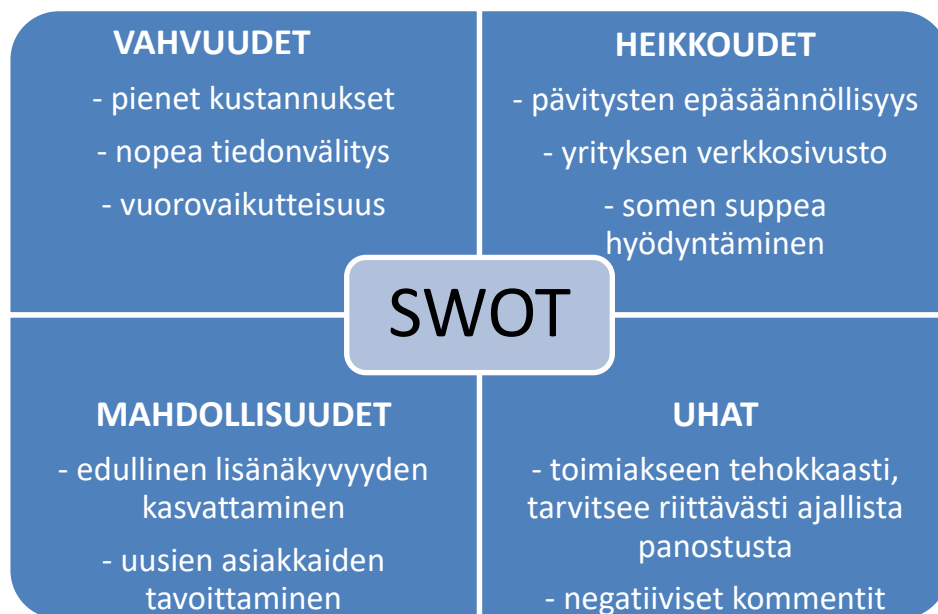 VAHVUUDET
- pienet kustannukset
- nopea tiedonvälitys
- vuorovaikutteisuus
HEIKKOUDET
- pävitysten epäsäännöllisyys
- yrityksen verkkosivusto
- somen suppea
hyödyntäminen
SWOT
MAHDOLLISUUDET
- edullinen lisänäkyvyyden
kasvattaminen
- uusien asiakkaiden
tavoittaminen
UHAT
- toimiakseen tehokkaasti,
tarvitsee riittävästi ajallista
panostusta
- negatiiviset kommentit